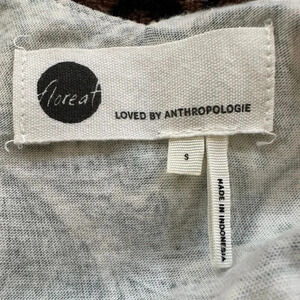 floreat
LOVED BY ANTHROPOLOGIE
S
MADE IN INDONESIA